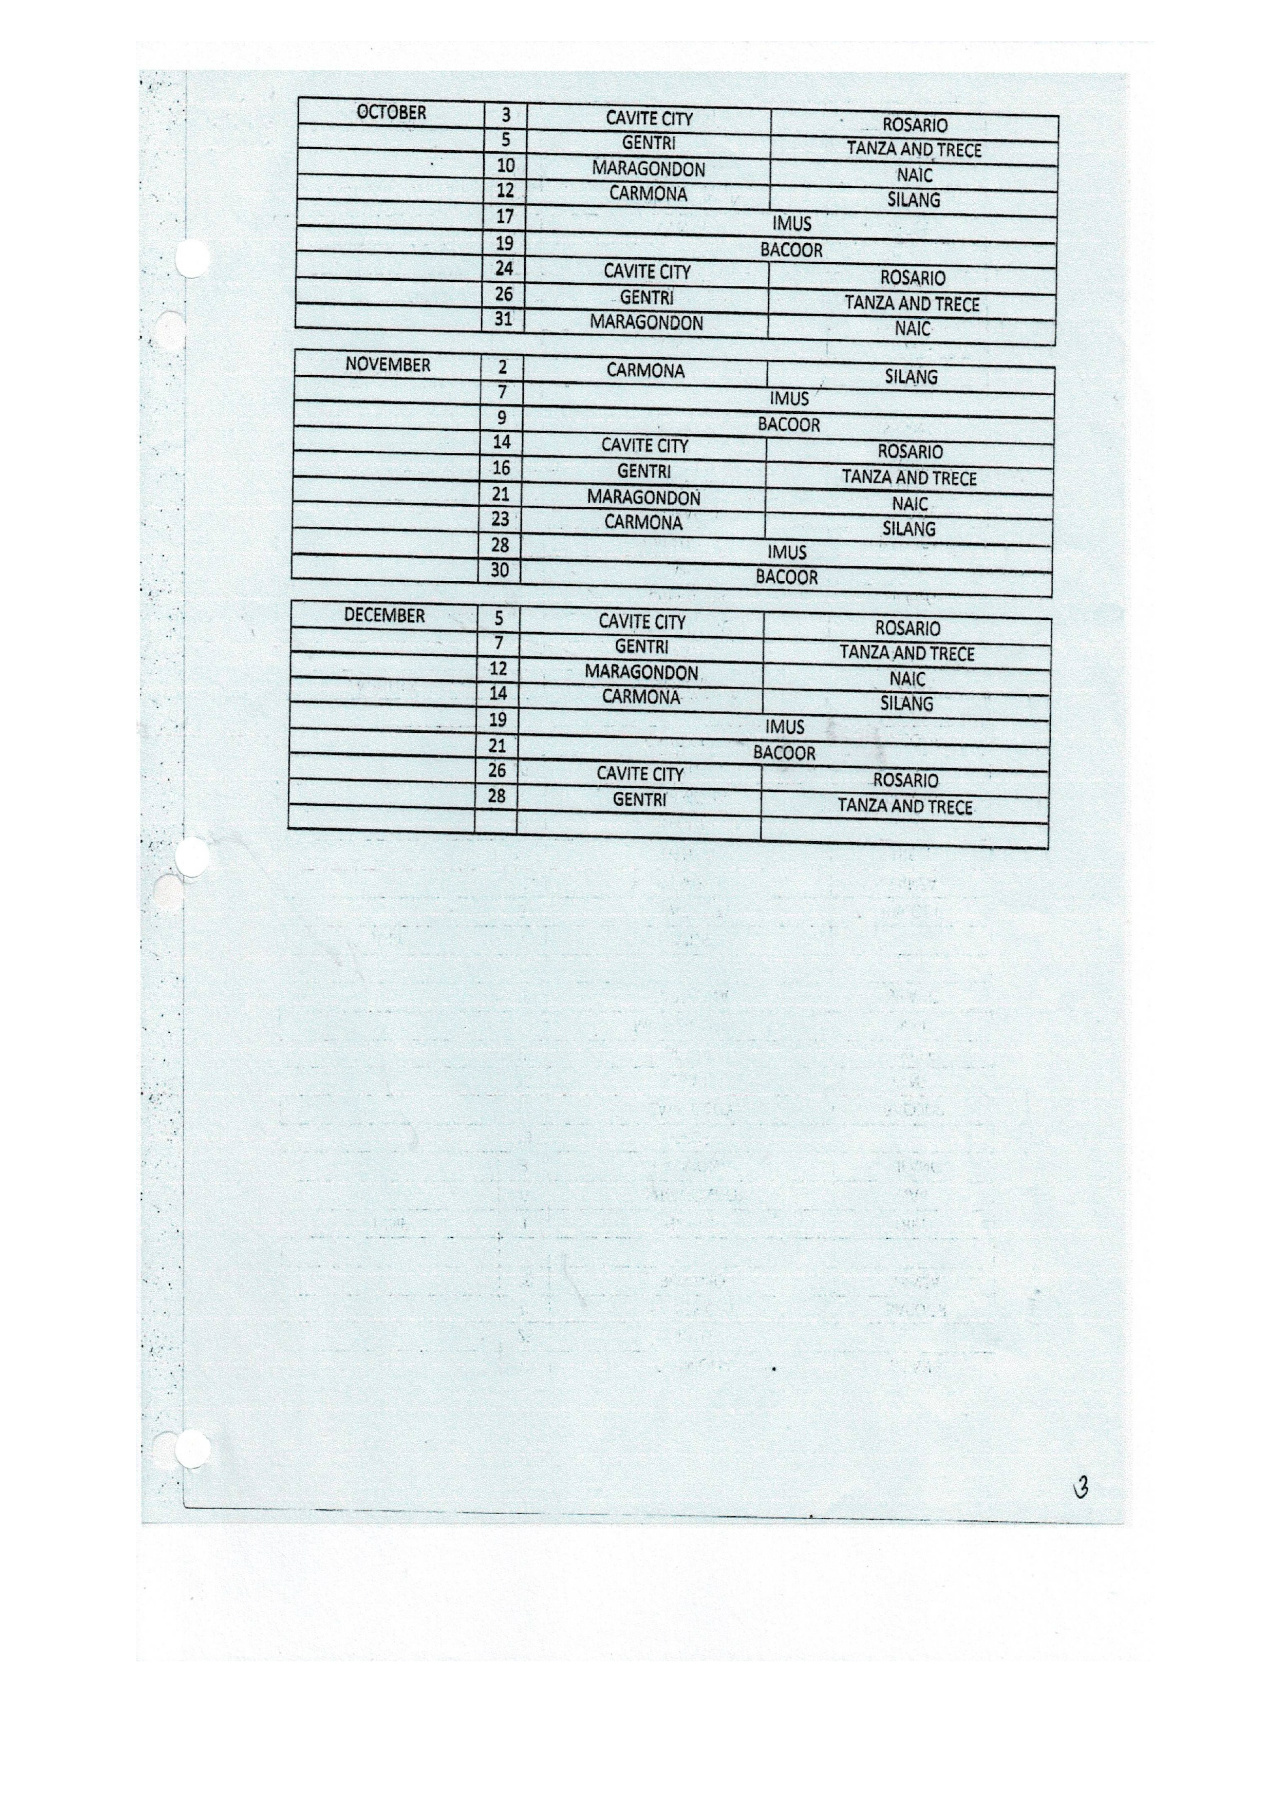 OCTOBER 3 CAVITE CITY ROSARIO
5 GENTRI TANZA AND TRECE
10 MARAGONDON NAIC
12 CARMONA SILANG
17 IMUS
19 BACOOR
24 CAVITE CITY ROSARIO
26 GENTRI TANZA AND TRECE
31 MARAGONDON NAIC
NOVEMBER 2 CARMONA SILANG
7 IMUS
9 BACOOR
14 CAVITE CITY ROSARIO
16 GENTRI TANZA AND TRECE
21 MARAGONDON NAIC
23 CARMONA SILANG
28 IMUS
30 BACOOR
DECEMBER 5 CAVITE CITY ROSARIO
7 GENTRI TANZA AND TRECE
12 MARAGONDON NAIC
14 CARMONA SILANG
19 IMUS
21 BACOOR
26 CAVITE CITY ROSARIO
28 GENTRI TANZA AND TRECE
3